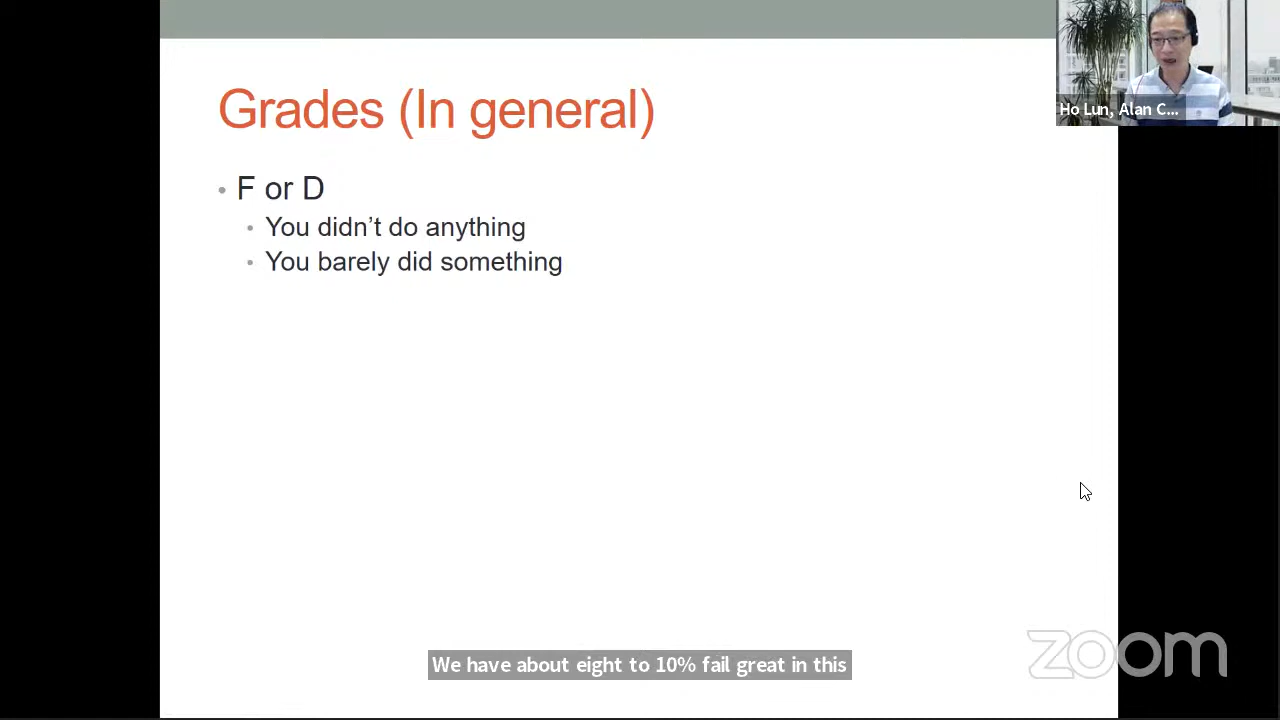 Grades (In general)
Ho Lun, Alan C...
• F or D
• You didn’t do anything
• You barely did something
We have about eight to 10% fail great in this
zoom